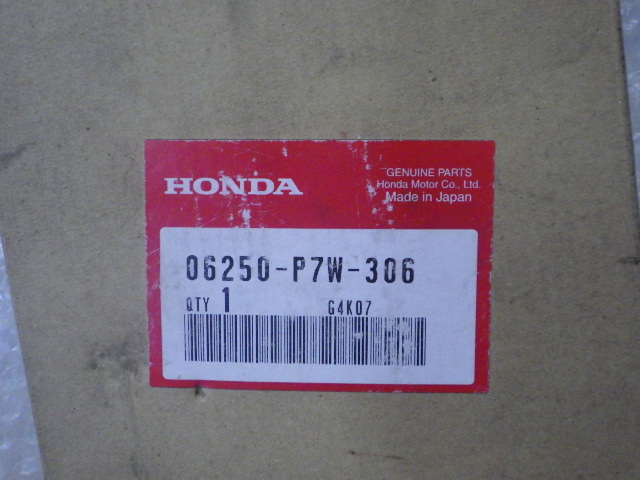 HONDA
GENUINE PARTS
Honda Motor Co., Ltd.
Made in Japan
06250-P7W-306
QTY 1 G4K07